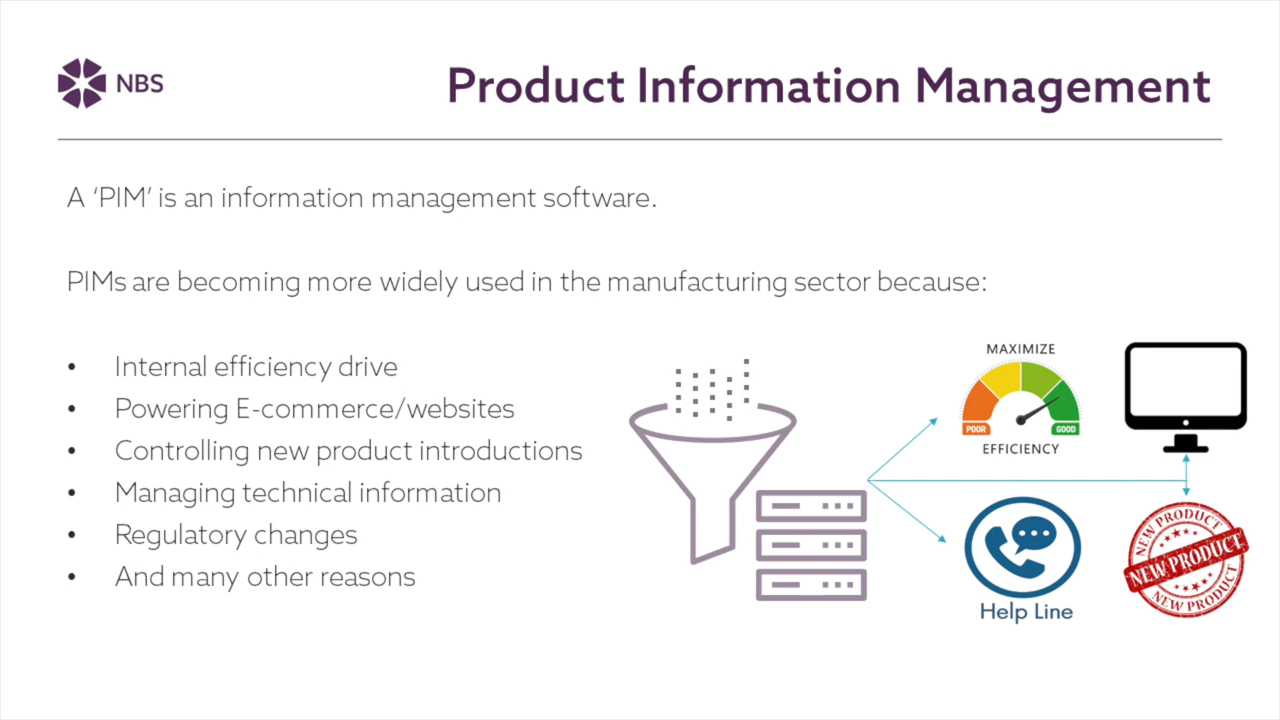 NBS
Product Information Management
A ‘PIM’ is an information management software.
PIMs are becoming more widely used in the manufacturing sector because:
• Internal efficiency drive
• Powering E-commerce/websites
• Controlling new product introductions
• Managing technical information
• Regulatory changes
• And many other reasons
MAXIMIZE
POOR
GOOD
EFFICIENCY
Help Line
NEW PRODUCT
NEW PRODUCT
NEW PRODUCT